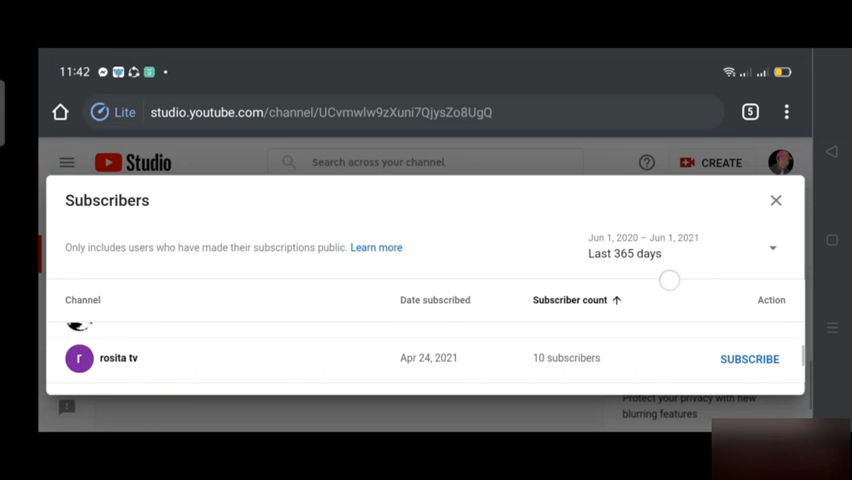 11:42
Lite studio.youtube.com/channel/UCvmwlw9zXuni7QjysZo8UgQ 5
Studio Search across your channel CREATE
Subscribers
Only includes users who have made their subscriptions public. Learn more
Jun 1, 2020 – Jun 1, 2021
Last 365 days
Channel Date subscribed Subscriber count Action
r rosita tv Apr 24, 2021 10 subscribers SUBSCRIBE
Protect your privacy with new
blurring features